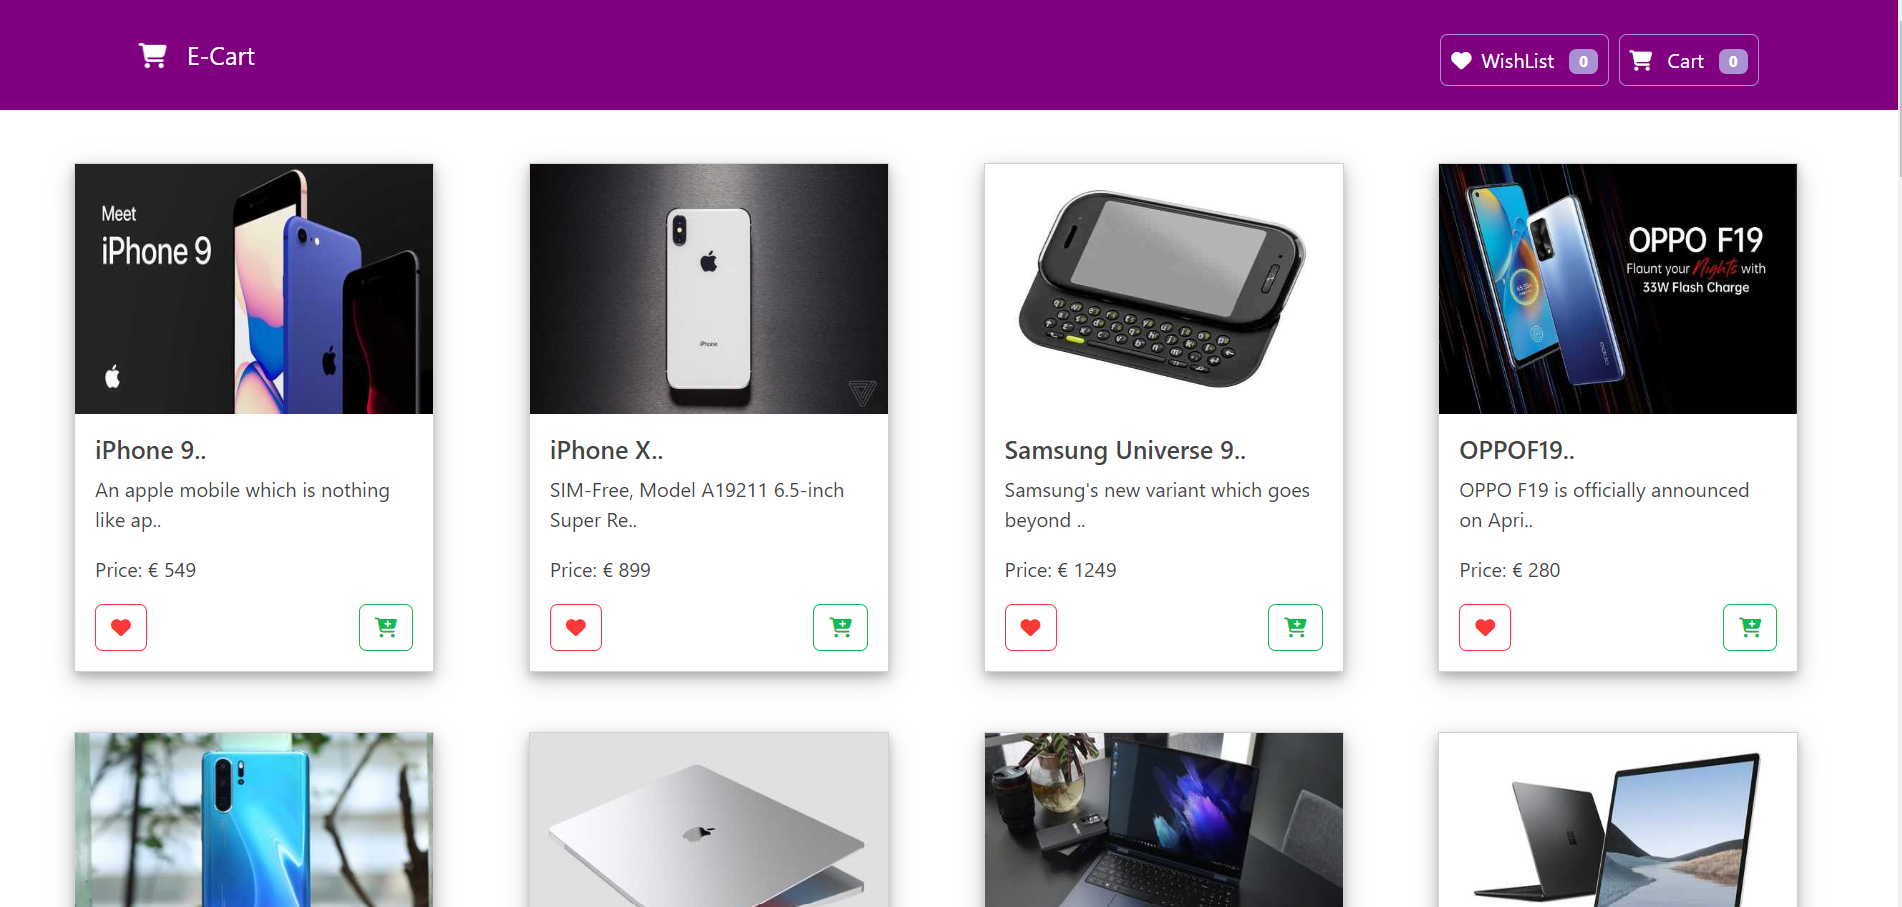 E-Cart
WishList 0
Cart 0
Meet
iPhone 9
iPhone
OPPO F19
Flaunt your Nights with
33W Flash Charge
iPhone 9..
An apple mobile which is nothing
like ap..
Price: € 549
iPhone X..
SIM-Free, Model A19211 6.5-inch
Super Re..
Price: € 899
Samsung Universe 9..
Samsung's new variant which goes
beyond ..
Price: € 1249
OPPOF19..
OPPO F19 is officially announced
on Apri..
Price: € 280